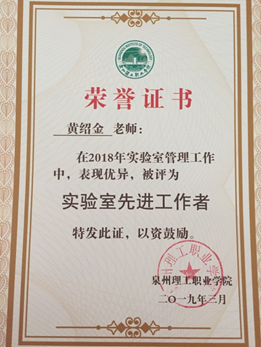 荣誉证书
黄绍金 老师：
在2018年实验室管理工作
中，表现优异，被评为
实验室先进工作者
特发此证，以资鼓励。
泉州理工职业学院
二〇一九年三月